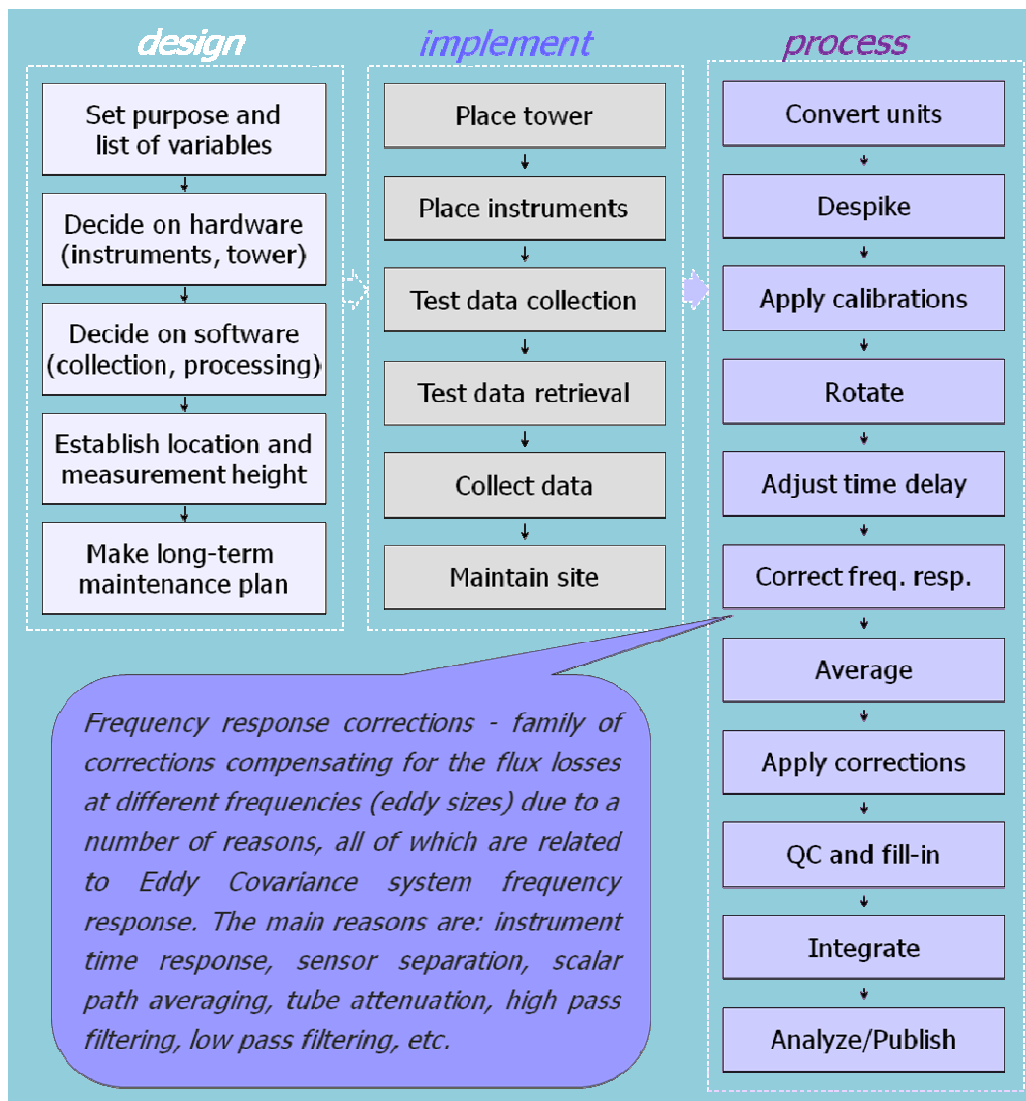 design
Set purpose and
list of variables
Decide on hardware
(instruments, tower)
Decide on software
(collection, processing)
Establish location and
measurement height
Make long-term
maintenance plan
implement
Place tower
Place instruments
Test data collection
Test data retrieval
Collect data
Maintain site
process
Convert units
Despike
Apply calibrations
Rotate
Adjust time delay
Correct freq. resp.
Average
Apply corrections
QC and fill-in
Integrate
Analyze/Publish
Frequency response corrections - family of
corrections compensating for the flux losses
at different frequencies (eddy sizes) due to a
number of reasons, all of which are related
to Eddy Covariance system frequency
response. The main reasons are: instrument
time response, sensor separation, scalar
path averaging, tube attenuation, high pass
filtering, low pass filtering, etc.